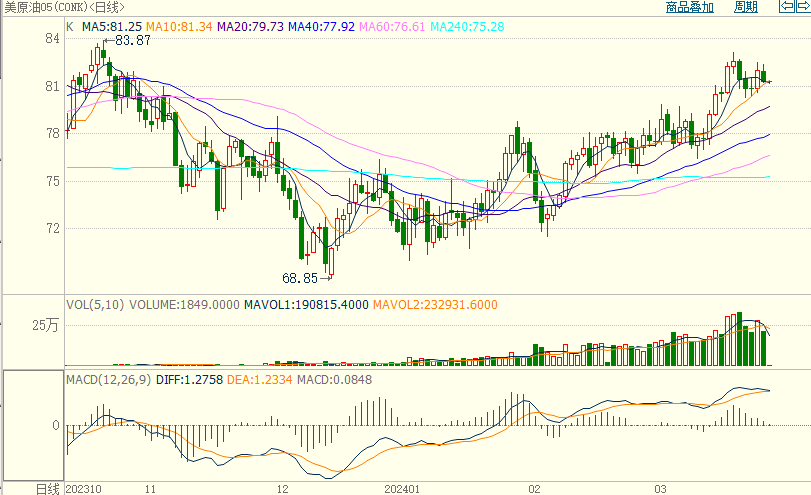 美原油05(CONK)<日线> 商品叠加 周期
K MA5:81.25 MA10:81.34 MA20:79.73 MA40:77.92 MA60:76.61 MA240:75.28
84
83.87
81
78
75
72
68.85
VOL(5,10) VOLUME:1849.0000 MAVOL1:190815.4000 MAVOL2:232931.6000
25万
MACD(12,26,9) DIFF:1.2758 DEA:1.2334 MACD:0.0848
0
日线 202310 11 12 202401 02 03